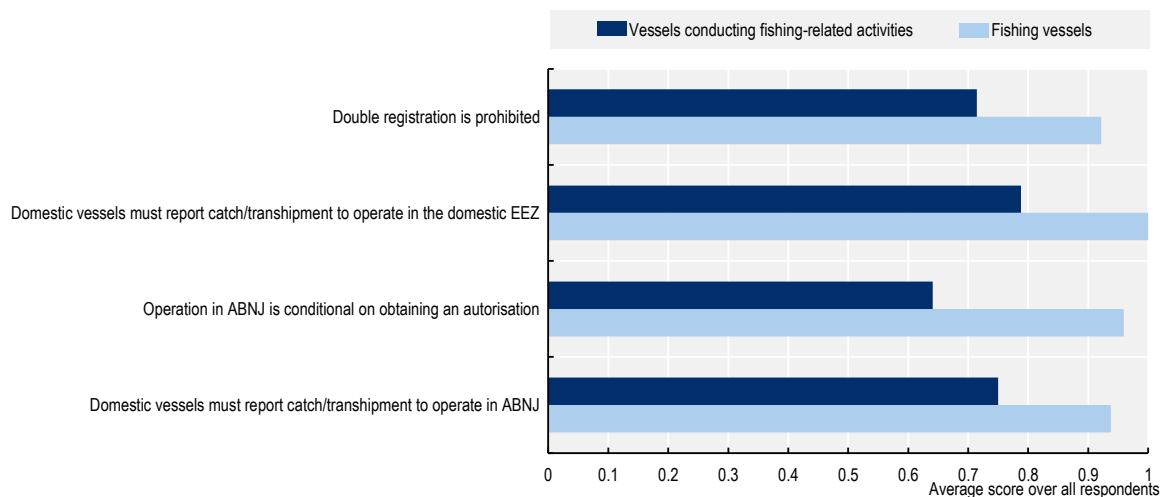 Vessels conducting fishing-related activities
Fishing vessels
Double registration is prohibited
Domestic vessels must report catch/transhipment to operate in the domestic EEZ
Operation in ABNJ is conditional on obtaining an autorisation
Domestic vessels must report catch/transhipment to operate in ABNJ
0 0.1 0.2 0.3 0.4 0.5 0.6 0.7 0.8 0.9 1
Average score over all respondents